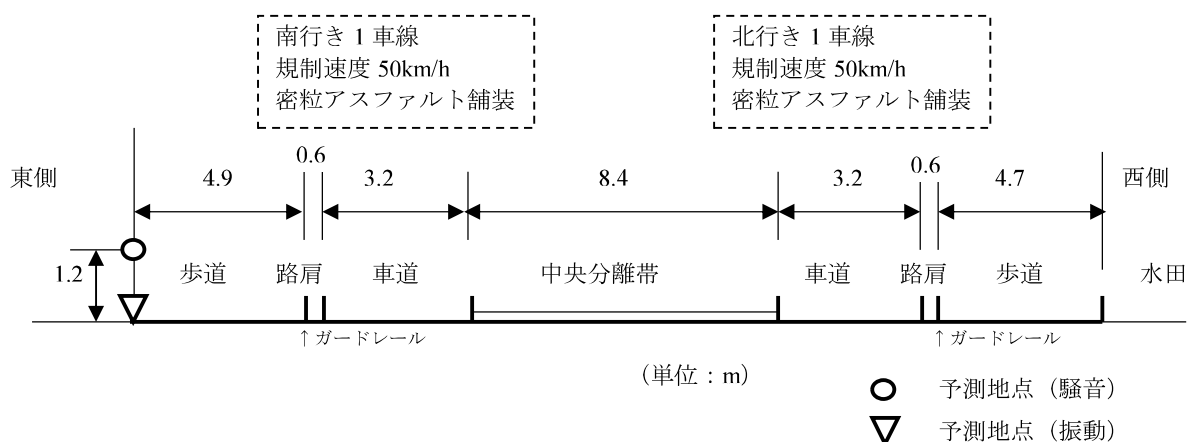 南行き 1 車線
規制速度 50km/h
密粒アスファルト舗装
北行き 1 車線
規制速度 50km/h
密粒アスファルト舗装
東側
4.9
0.6
3.2
8.4
3.2
0.6
4.7
西側
1.2
歩道
路肩
車道
中央分離帯
車道
路肩
歩道
水田
↑ガードレール
↑ガードレール
（単位：m）
予測地点（騒音）
予測地点（振動）